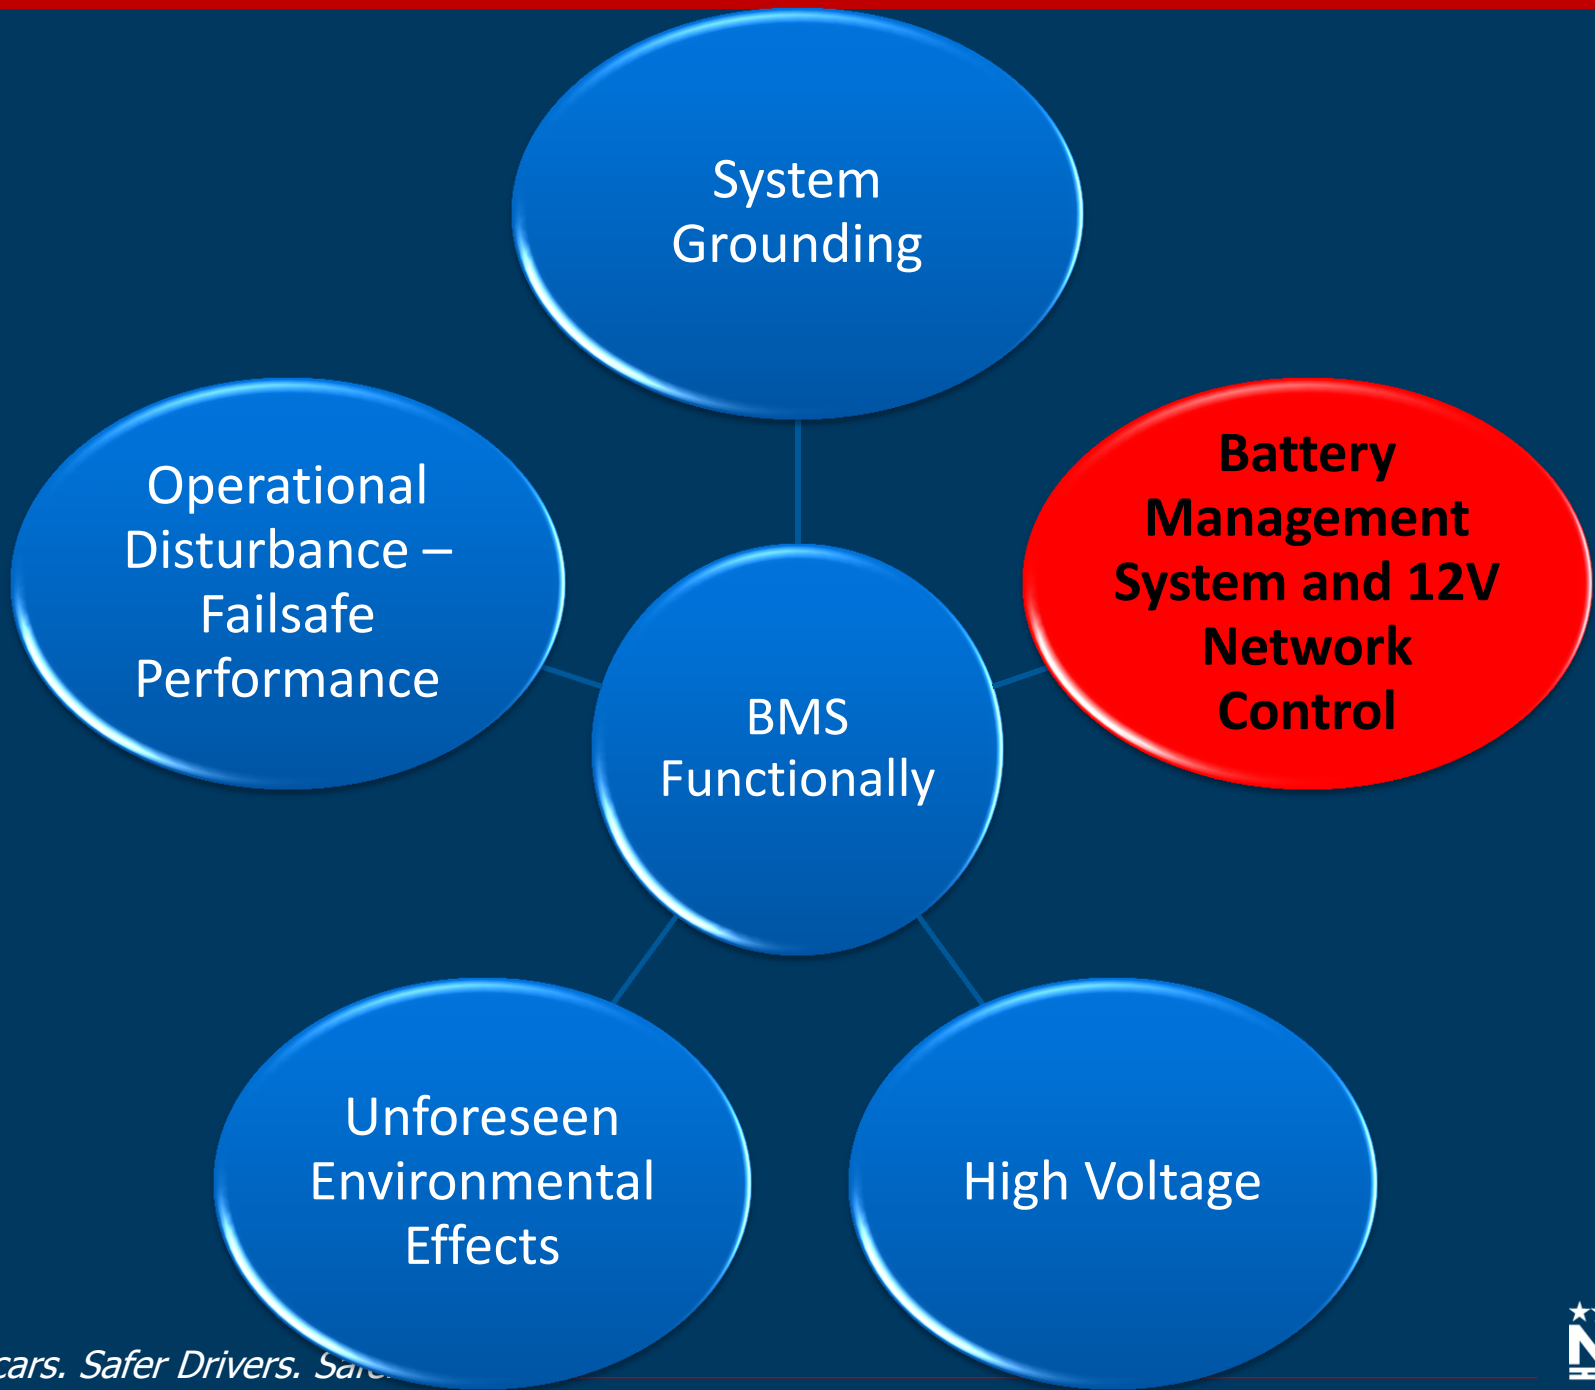 System
Grounding
Operational
Disturbance –
Failsafe
Performance
Battery
Management
System and 12V
Network
Control
BMS
Functionally
Unforeseen
Environmental
Effects
High Voltage
cars. Safer Drivers.